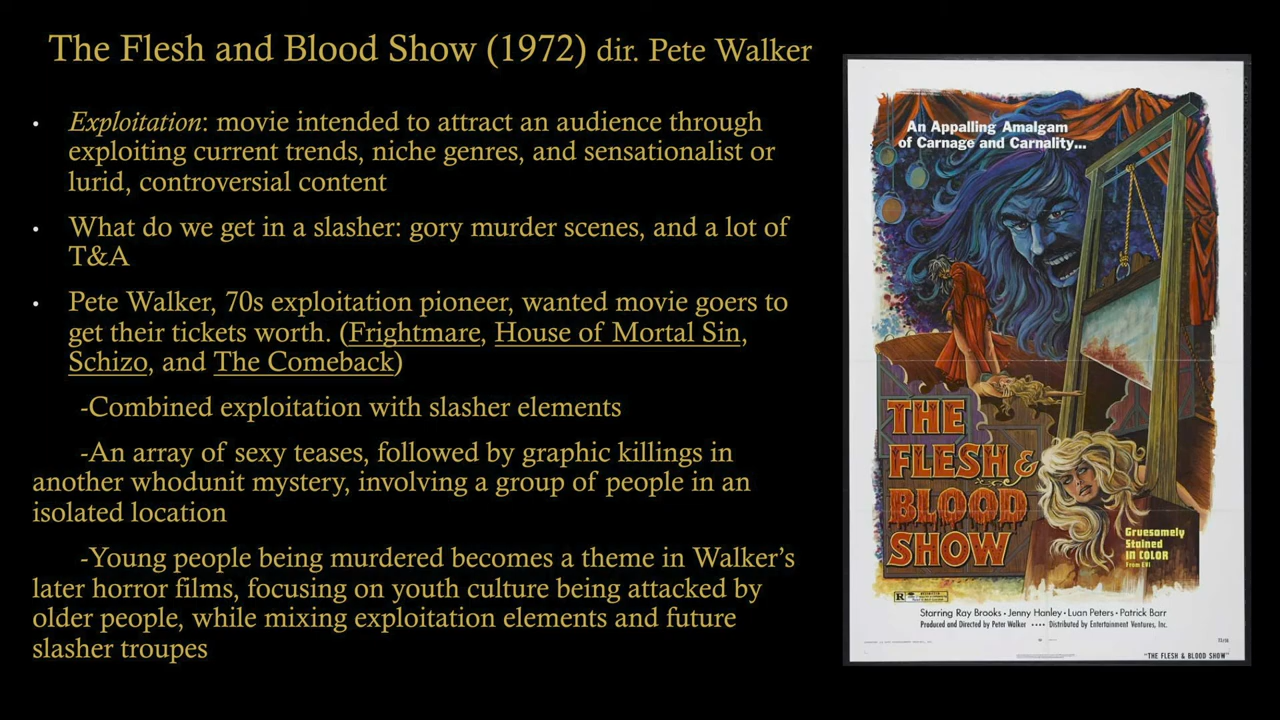 The Flesh and Blood Show (1972) dir. Pete Walker
• Exploitation: movie intended to attract an audience through
exploiting current trends, niche genres, and sensationalist or
lurid, controversial content
• What do we get in a slasher: gory murder scenes, and a lot of
T&A
• Pete Walker, 70s exploitation pioneer, wanted movie goers to
get their tickets worth. (Frightmare, House of Mortal Sin,
Schizo, and The Comeback)
-Combined exploitation with slasher elements
-An array of sexy teases, followed by graphic killings in
another whodunit mystery, involving a group of people in an
isolated location
-Young people being murdered becomes a theme in Walker's
later horror films, focusing on youth culture being attacked by
older people, while mixing exploitation elements and future
slasher troupes
An Appalling Amalgam
of Carnage and Carnality...
THE
FLESH &
BLOOD
SHOW
Gruesomely
Stained
IN COLOR
From EVI
R RESTRICTED
Starring Ray Brooks • Jenny Hanley • Luan Peters • Patrick Barr
Produced and Directed by Peter Walker •••• Distributed by Entertainment Ventures, Inc.
"THE FLESH & BLOOD SHOW"